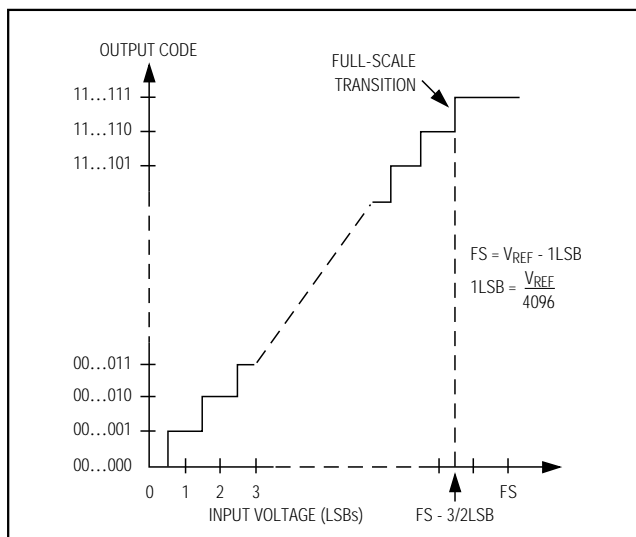 OUTPUT CODE
FULL-SCALE
TRANSITION
11...111
11...110
11...101
FS = VREF - 1LSB
1LSB = VREF
4096
00...011
00...010
00...001
00...000
0 1 2 3 FS
INPUT VOLTAGE (LSBs) FS - 3/2LSB